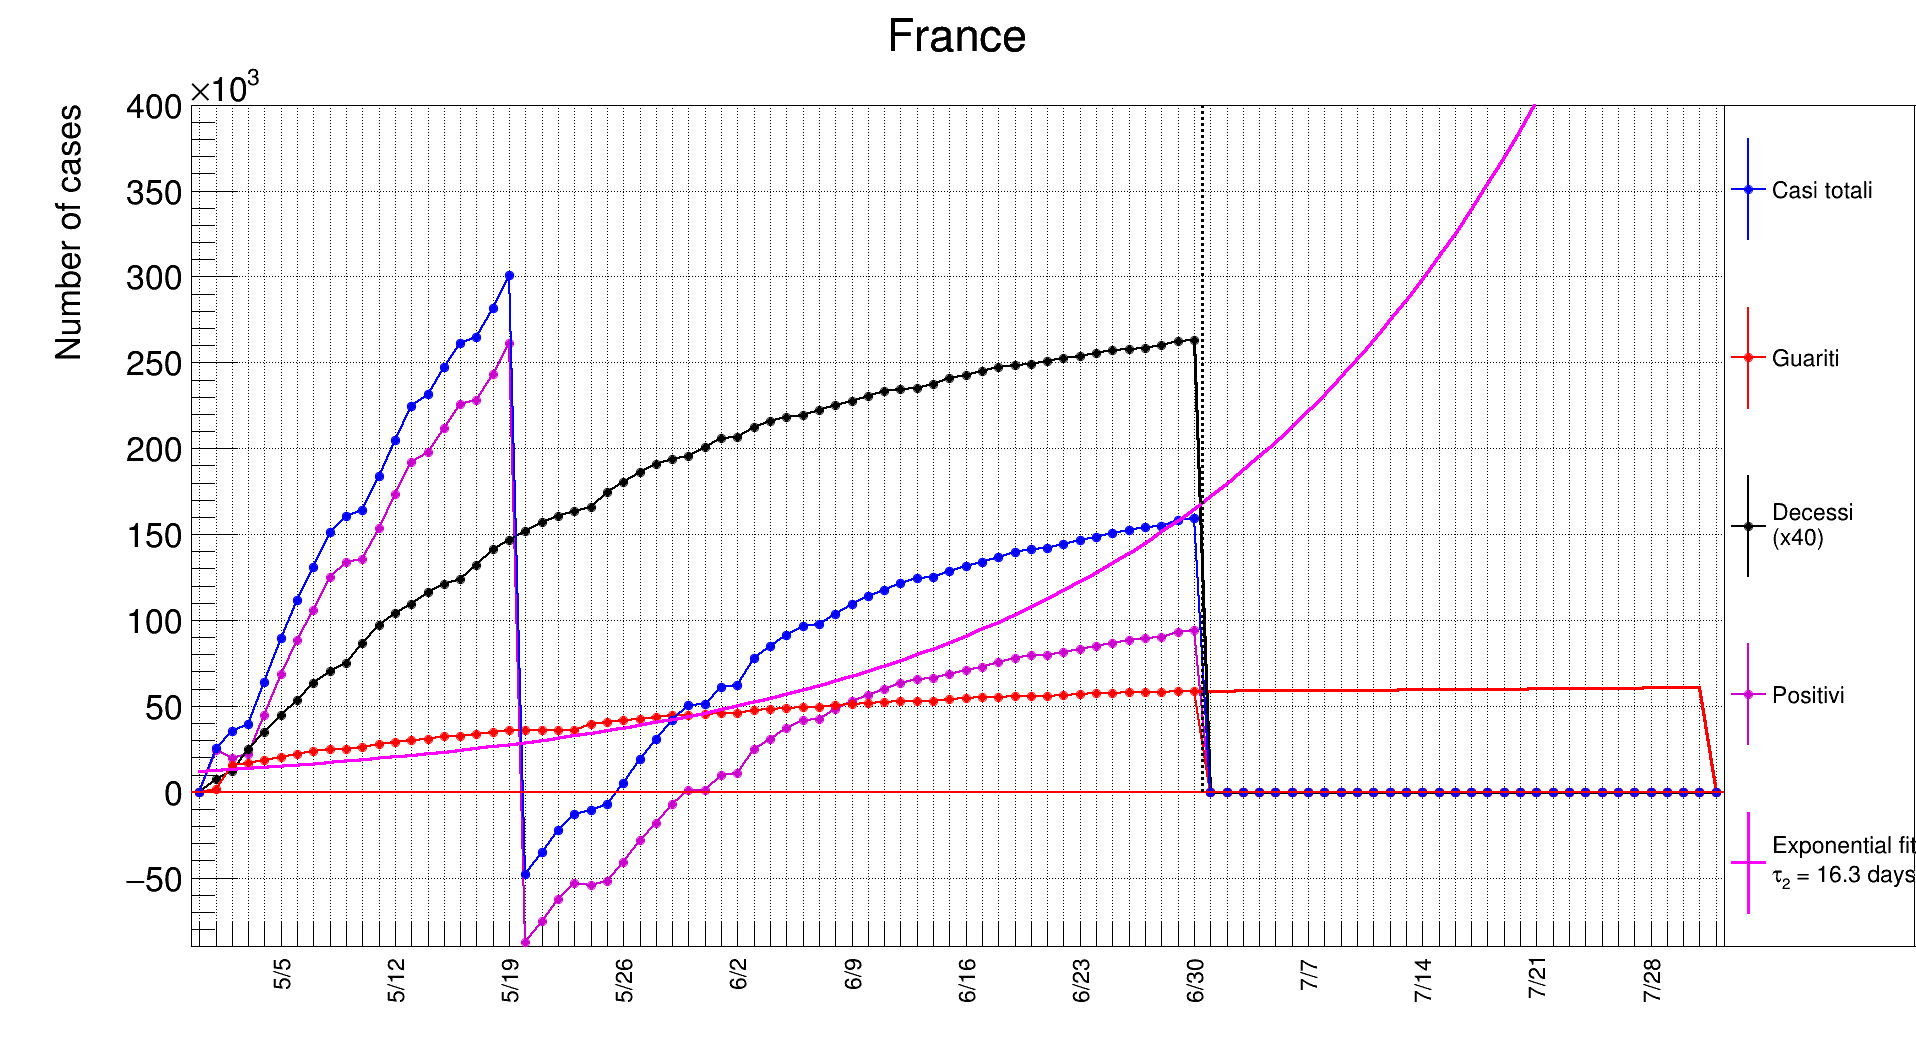 France
×10³
Number of cases
400
350
300
250
200
150
100
50
0
−50
5/5
5/12
5/19
5/26
6/2
6/9
6/16
6/23
6/30
7/7
7/14
7/21
7/28
Casi totali
Guariti
Decessi
(x40)
Positivi
Exponential fit
τ₂ = 16.3 days